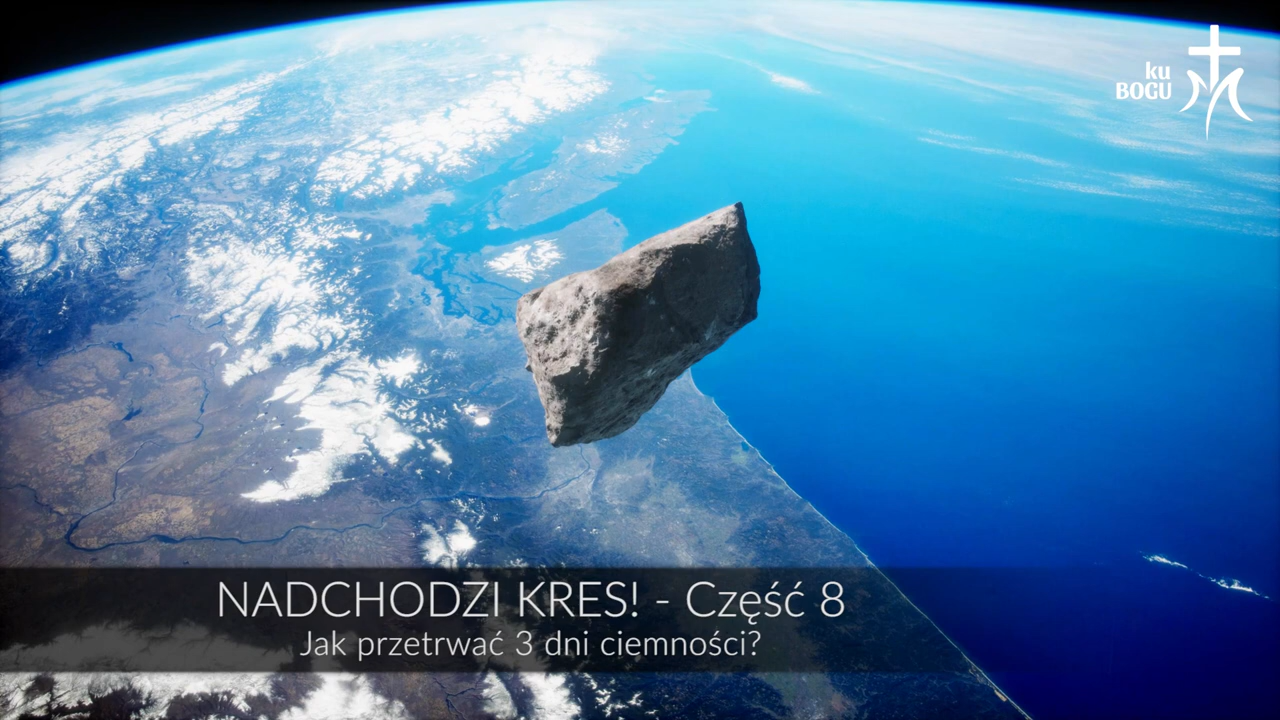 ku
BOGU
NADCHODZI KRES! - Część 8
Jak przetrwać 3 dni ciemności?